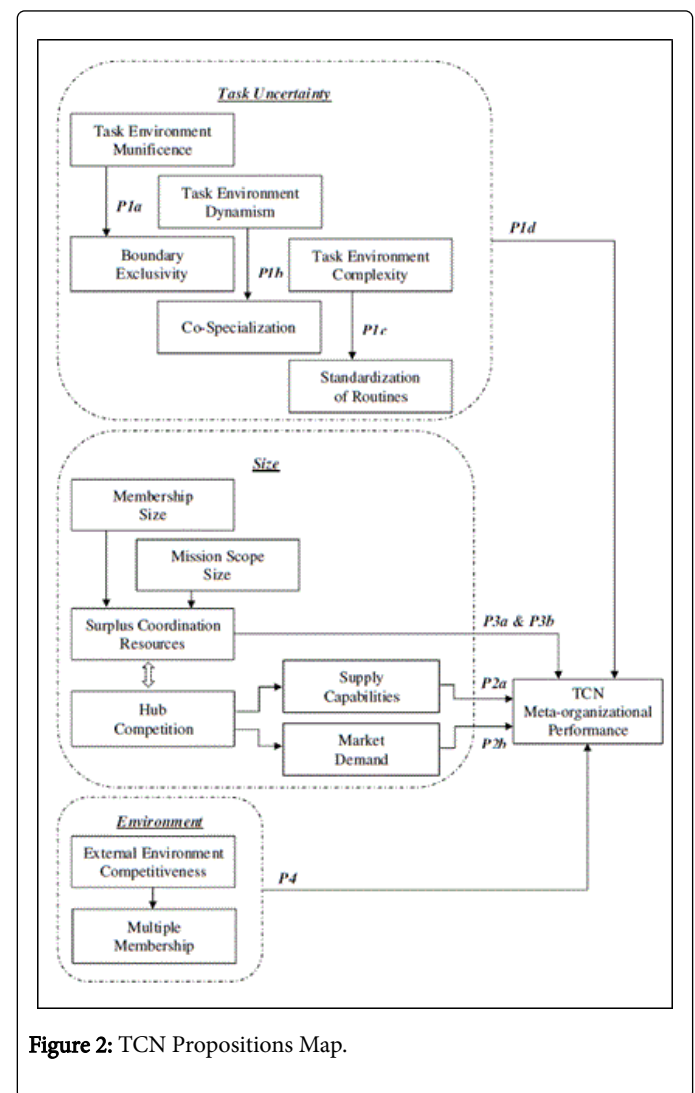 Task Uncertainty
Task Environment
Munificence
P1a
Task Environment
Dynamism
P1d
Boundary
Exclusivity
P1b
Task Environment
Complexity
Co-Specialization
P1c
Standardization
of Routines
Size
Membership
Size
Mission Scope
Size
Surplus Coordination
Resources
P3a & P3b
Hub
Competition
Supply
Capabilities
P2a
Market
Demand
P2b
TCN
Meta-organizational
Performance
Environment
External Environment
Competitiveness
P4
Multiple
Membership
Figure 2: TCN Propositions Map.